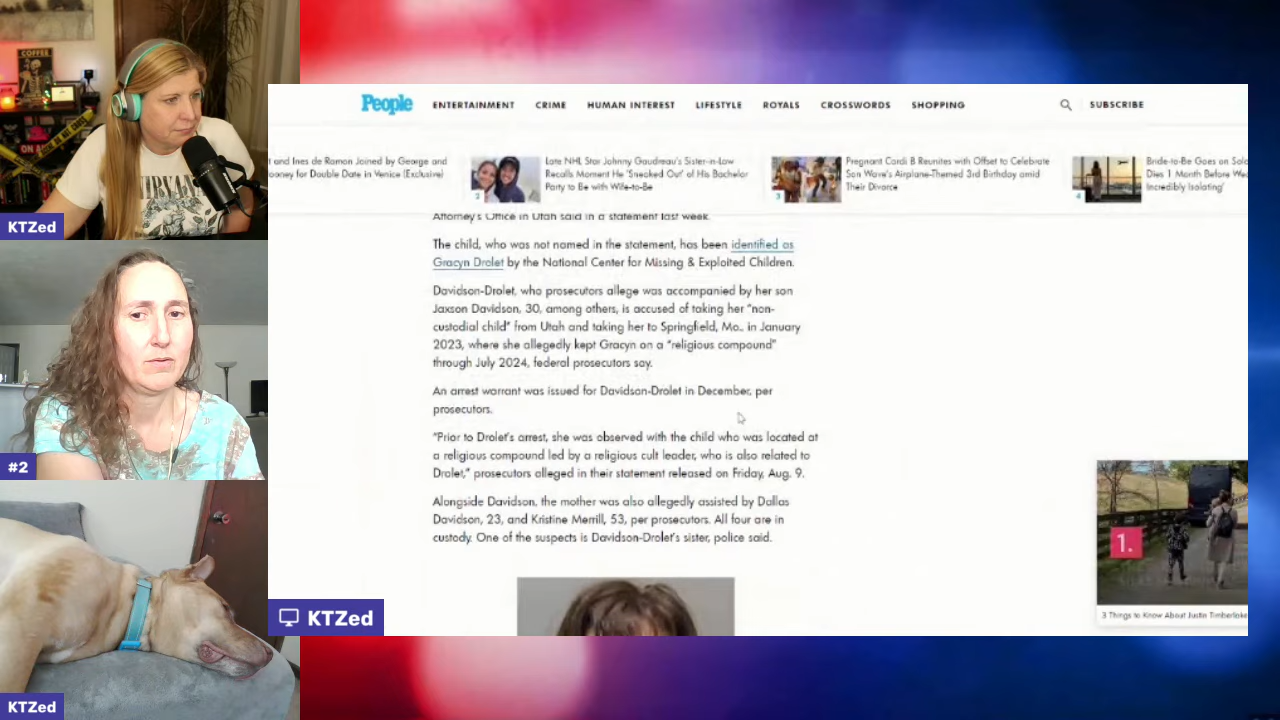 COFFEE
ON A
NIRVANA
KTZed
#2
KTZed
People
ENTERTAINMENT
CRIME
HUMAN INTEREST
LIFESTYLE
ROYALS
CROSSWORDS
SHOPPING
SUBSCRIBE
t and Ines de Ramon Joined by George and
ooney for Double Date in Venice (Exclusive)
2
Late NHL Star Johnny Gaudreau's Sister-in-Law
Recalls Moment He 'Sneaked Out' of His Bachelor
Party to Be with Wife-to-Be
3
Pregnant Cardi B Reunites with Offset to Celebrate
Son Wave's Airplane-Themed 3rd Birthday amid
Their Divorce
4
Bride-to-Be Goes on Solo
Dies 1 Month Before We
Incredibly Isolating'
Attorney's Office in Utah said in a statement last week.
The child, who was not named in the statement, has been identified as
Gracyn Drolet by the National Center for Missing & Exploited Children.
Davidson-Drolet, who prosecutors allege was accompanied by her son
Jaxson Davidson, 30, among others, is accused of taking her "non-
custodial child" from Utah and taking her to Springfield, Mo., in January
2023, where she allegedly kept Gracyn on a "religious compound"
through July 2024, federal prosecutors say.
An arrest warrant was issued for Davidson-Drolet in December, per
prosecutors.
"Prior to Drolet's arrest, she was observed with the child who was located at
a religious compound led by a religious cult leader, who is also related to
Drolet," prosecutors alleged in their statement released on Friday, Aug. 9.
Alongside Davidson, the mother was also allegedly assisted by Dallas
Davidson, 23, and Kristine Merrill, 53, per prosecutors. All four are in
custody. One of the suspects is Davidson-Drolet's sister, police said.
1.
3 Things to Know About Justin Timberlake
KTZed